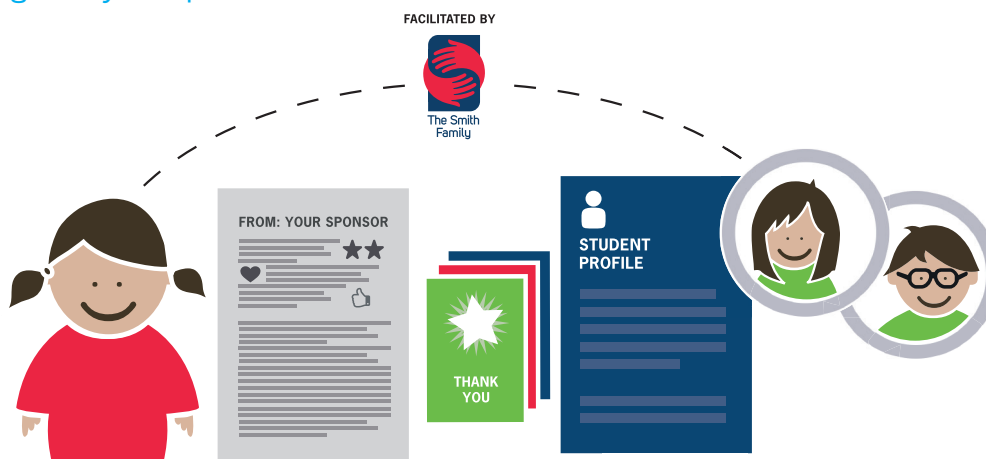 FACILITATED BY
The Smith
Family
FROM: YOUR SPONSOR
THANK
YOU
STUDENT
PROFILE